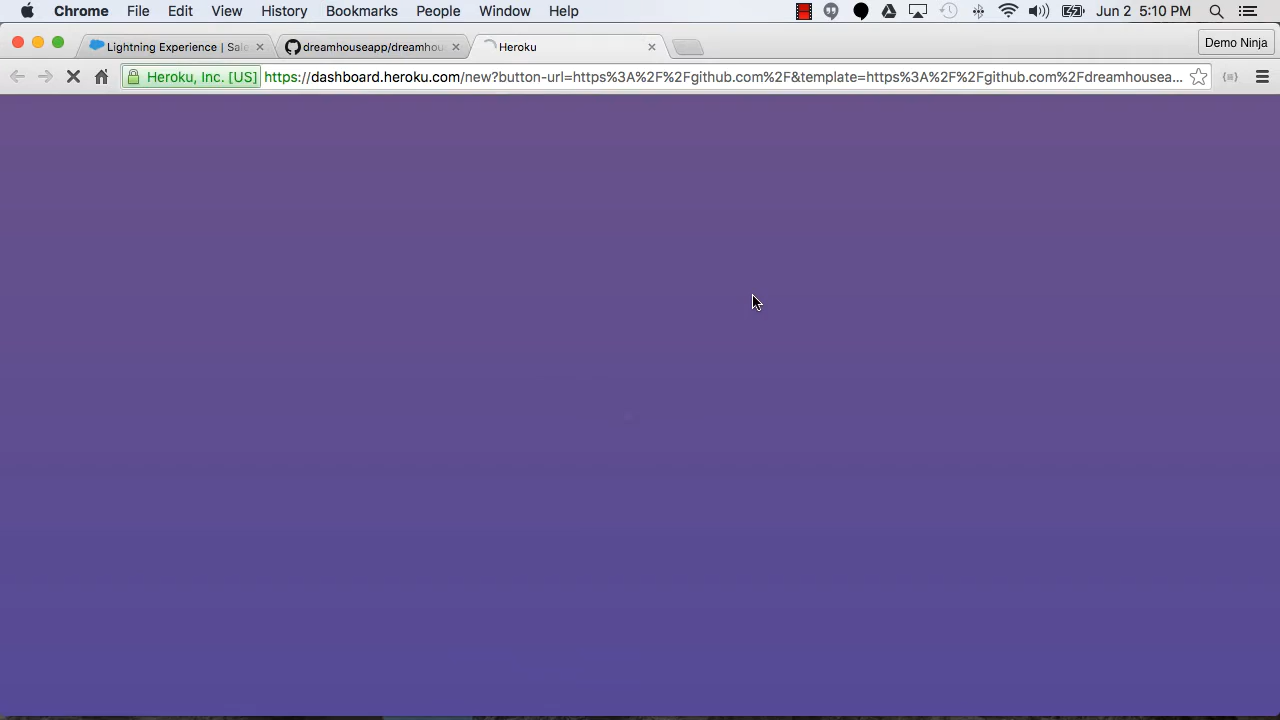 Chrome File Edit View History Bookmarks People Window Help Jun 2 5:10 PM
Lightning Experience | Sale dreamhouseapp/dreamhou Heroku Demo Ninja
Heroku, Inc. [US] https://dashboard.heroku.com/new?button-url=https%3A%2F%2Fgithub.com%2F&template=https%3A%2F%2Fgithub.com%2Fdreamhousea...